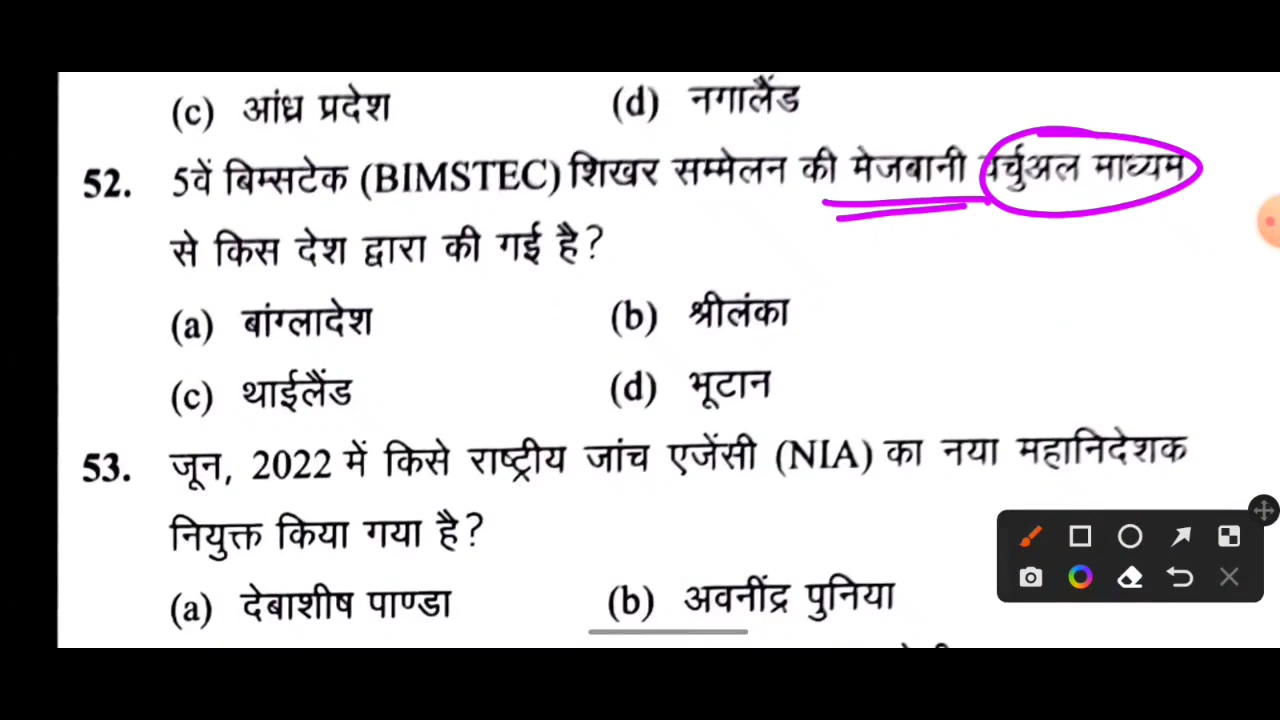 (c) आंध्र प्रदेश (d) नगालैंड
52. 5वें बिम्सटेक (BIMSTEC) शिखर सम्मेलन की मेजबानी वर्चुअल माध्यम
से किस देश द्वारा की गई है?
(a) बांग्लादेश (b) श्रीलंका
(c) थाईलैंड (d) भूटान
53. जून, 2022 में किसे राष्ट्रीय जांच एजेंसी (NIA) का नया महानिदेशक
नियुक्त किया गया है?
(a) देबाशीष पाण्डा (b) अवनींद्र पुनिया